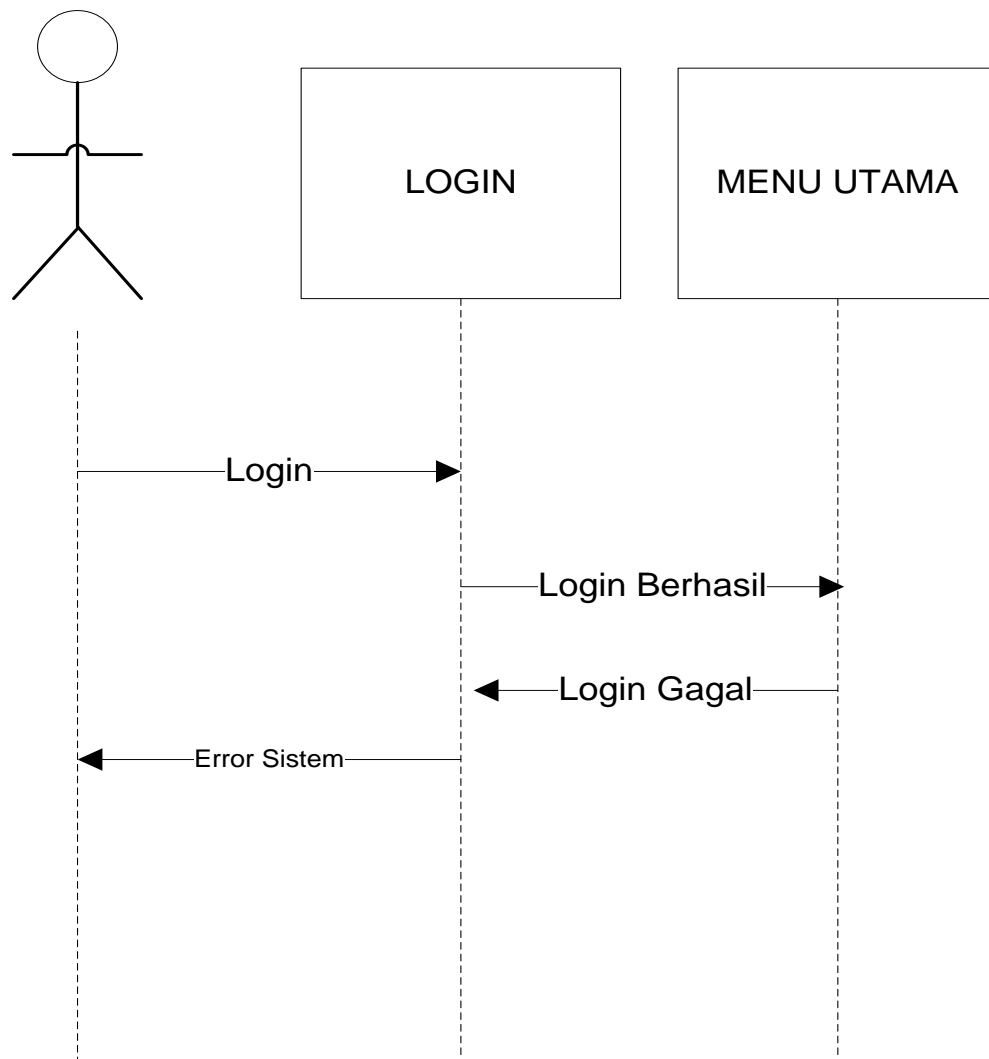 LOGIN
MENU UTAMA
Login
Login Berhasil
Login Gagal
Error Sistem